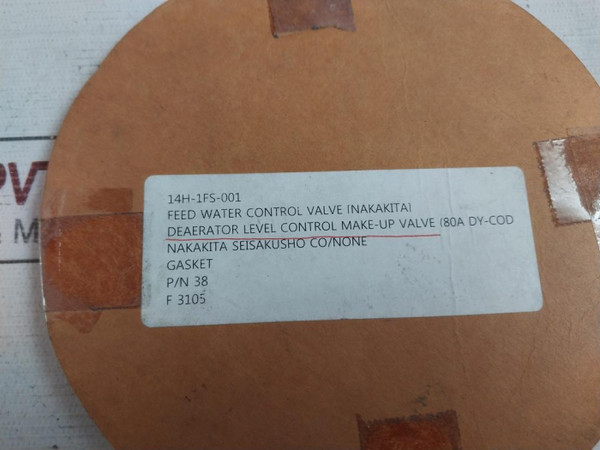 14H-1FS-001
FEED WATER CONTROL VALVE (NAKAKITA)
DEAERATOR LEVEL CONTROL MAKE-UP VALVE (80A DY-COD
NAKAKITA SEISAKUSHO CO/NONE
GASKET
P/N 38
F 3105
PVT
& M